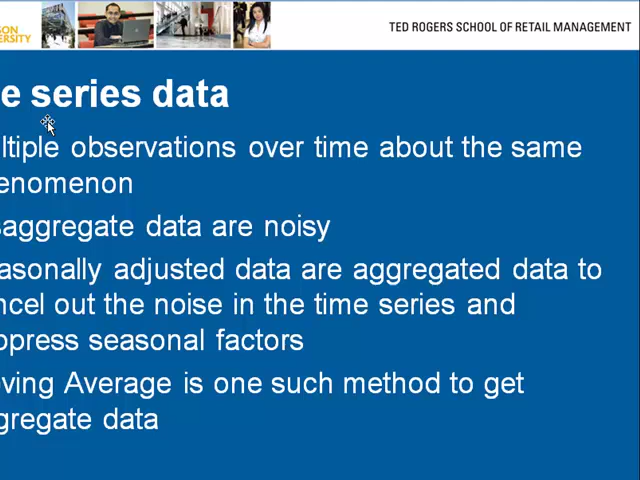 SON
ERSITY
TED ROGERS SCHOOL OF RETAIL MANAGEMENT
e series data
ltiple observations over time about the same
enomenon
aggregate data are noisy
asonally adjusted data are aggregated data to
ncel out the noise in the time series and
ppress seasonal factors
ving Average is one such method to get
gregate data